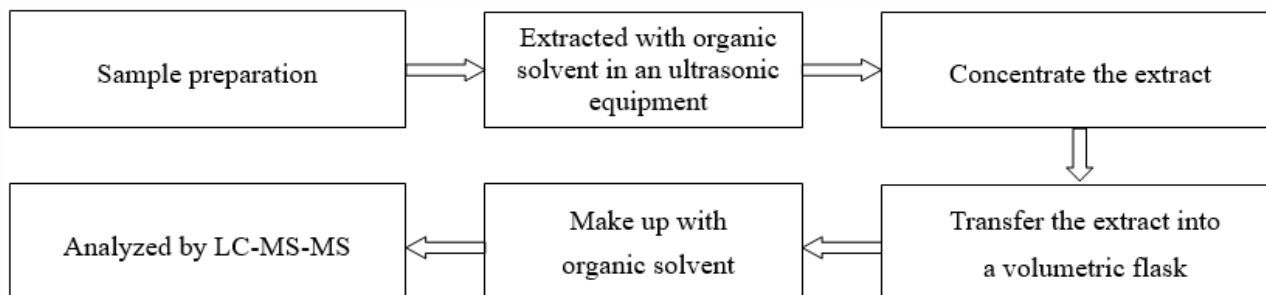 Sample preparation
Extracted with organic
solvent in an ultrasonic
equipment
Concentrate the extract
Transfer the extract into
a volumetric flask
Make up with
organic solvent
Analyzed by LC-MS-MS